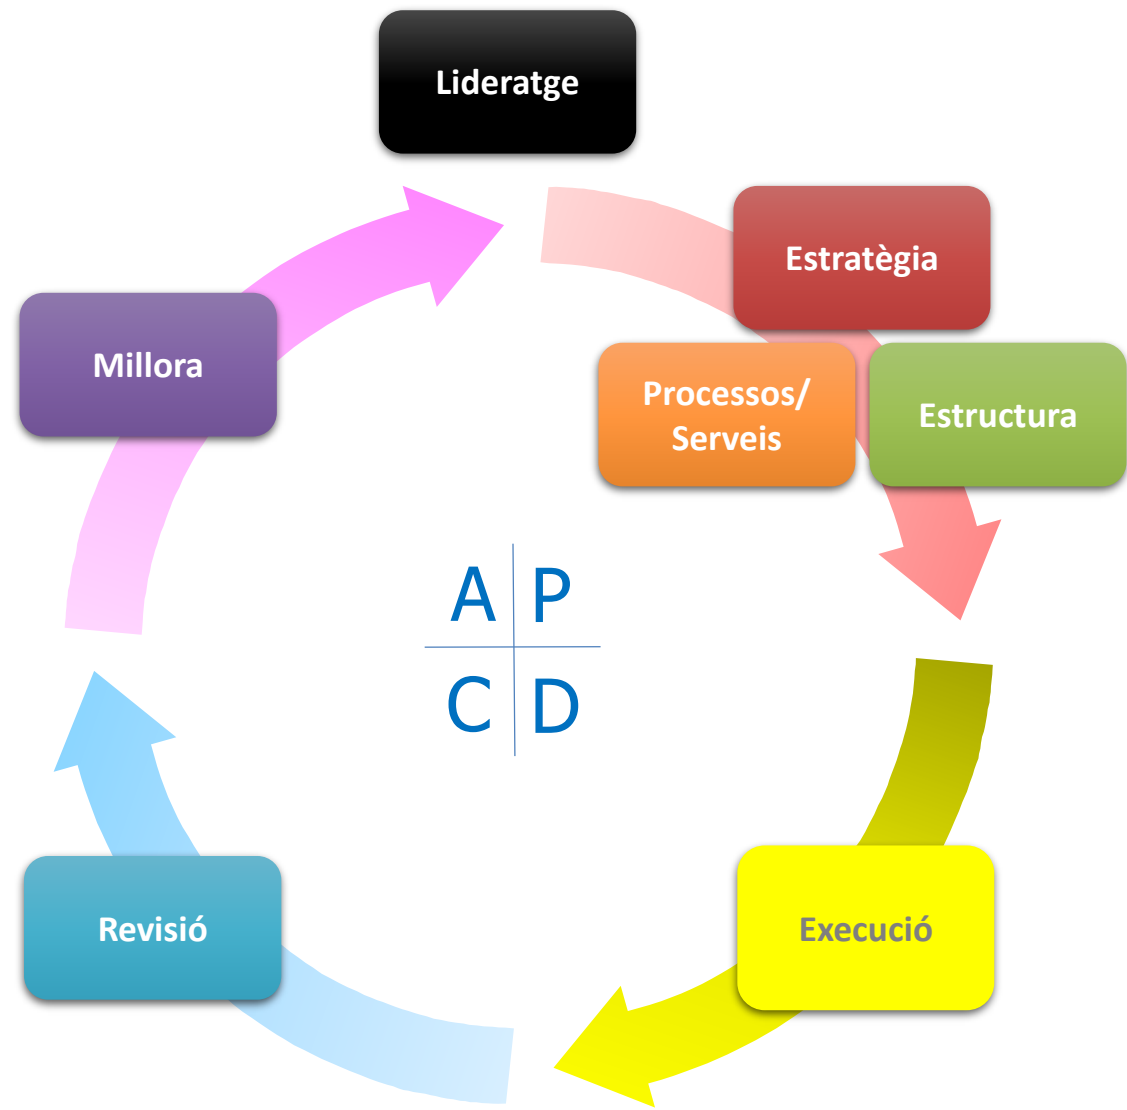 Lideratge
Estratègia
Processos/
Serveis
Estructura
Millora
A P
C D
Revisió
Execució